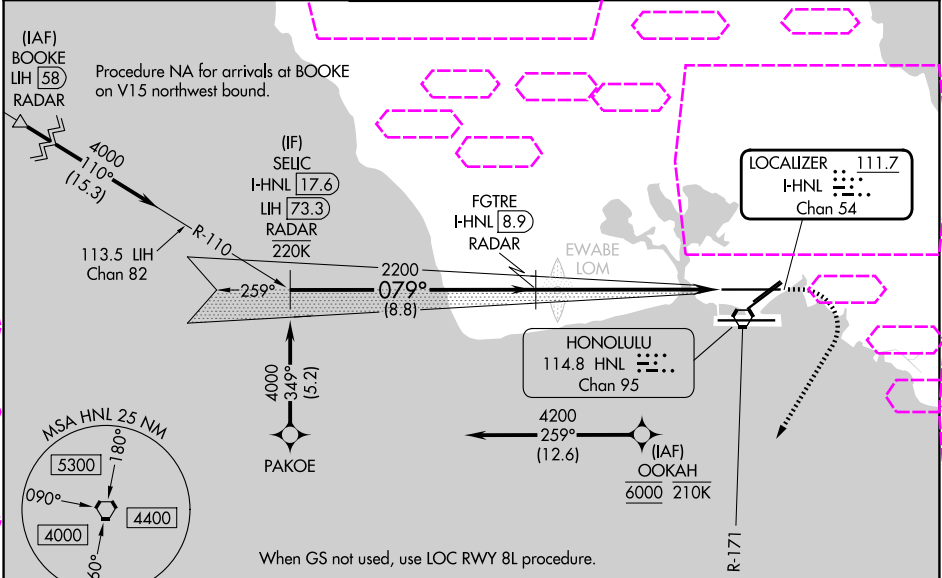 (IAF)
BOOKE
LIH 58
RADAR
Procedure NA for arrivals at BOOKE
on V15 northwest bound.
4000
110°
(15.3)
R-110
113.5 LIH
Chan 82
(IF)
SELIC
I-HNL 17.6
LIH 73.3
RADAR
220K
FGTRE
I-HNL 8.9
RADAR
EWABE
LOM
LOCALIZER 111.7
I-HNL
Chan 54
259°
2200
079°
(8.8)
HONOLULU
114.8 HNL
Chan 95
4000
349°
(5.2)
PAKOE
4200
259°
(12.6)
(IAF)
OOKAH
6000 210K
R-171
MSA HNL 25 NM
5300
180°
090°
4400
4000
When GS not used, use LOC RWY 8L procedure.